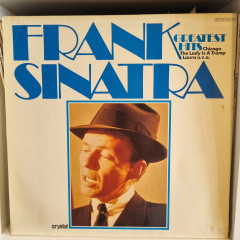 FRANK
SINATRA
GREATEST
HITS Chicago
The Lady Is A Tramp
Laura u.v.a.
crystal